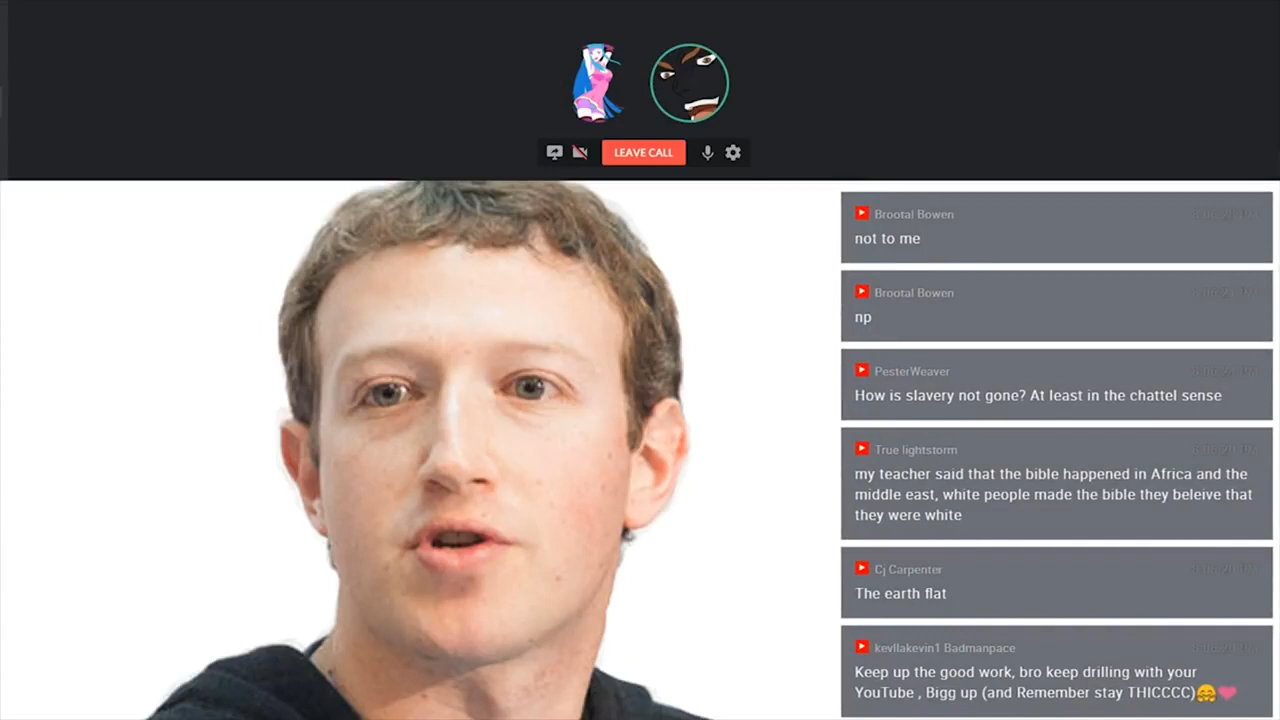 LEAVE CALL
Brootal Bowen
not to me
Brootal Bowen
np
PesterWeaver
How is slavery not gone? At least in the chattel sense
True lightstorm
my teacher said that the bible happened in Africa and the
middle east, white people made the bible they beleive that
they were white
Cj Carpenter
The earth flat
kevllakevin1 Badmanpace
Keep up the good work, bro keep drilling with your
YouTube , Bigg up (and Remember stay THICCCC)🤗💗